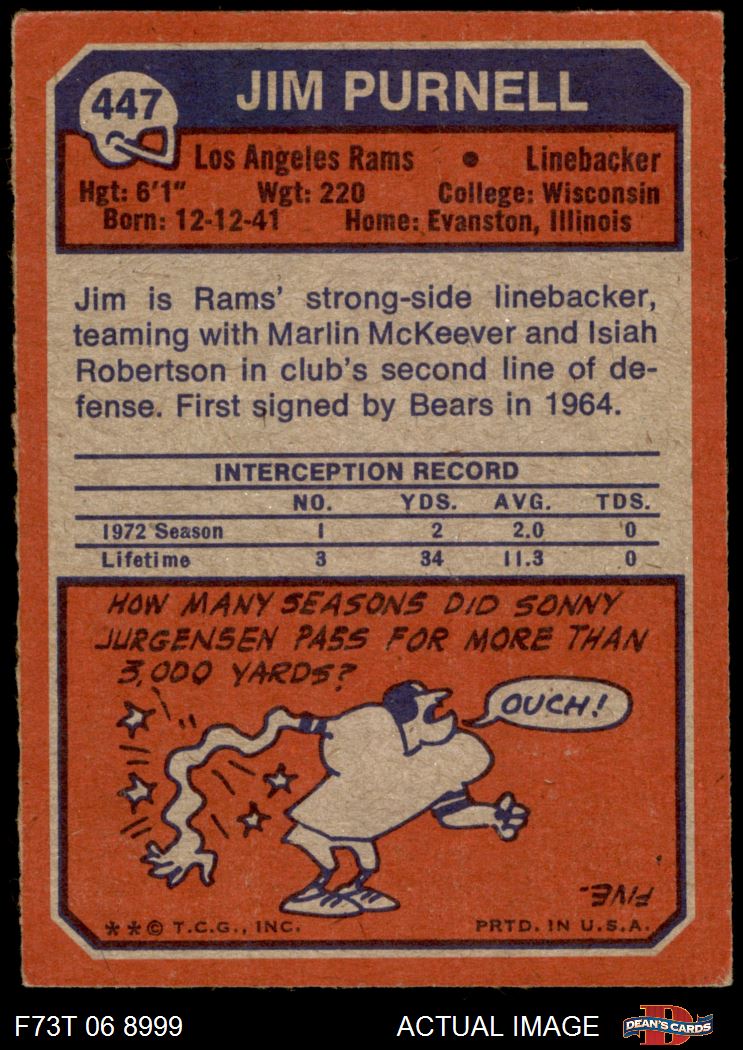 447
JIM PURNELL
Los Angeles Rams • Linebacker
Hgt: 6'1" Wgt: 220 College: Wisconsin
Born: 12-12-41 Home: Evanston, Illinois
Jim is Rams' strong-side linebacker,
teaming with Marlin McKeever and Isiah
Robertson in club's second line of de-
fense. First signed by Bears in 1964.
INTERCEPTION RECORD
NO. YDS. AVG. TDS.
1972 Season 1 2 2.0 0
Lifetime 3 34 11.3 0
HOW MANY SEASONS DID SONNY
JURGENSEN PASS FOR MORE THAN
3,000 YARDS?
OUCH!
FIVE.
**© T.C.G., INC. PRTD. IN U.S.A.
F73T 06 8999 ACTUAL IMAGE
D
DEAN'S CARDS